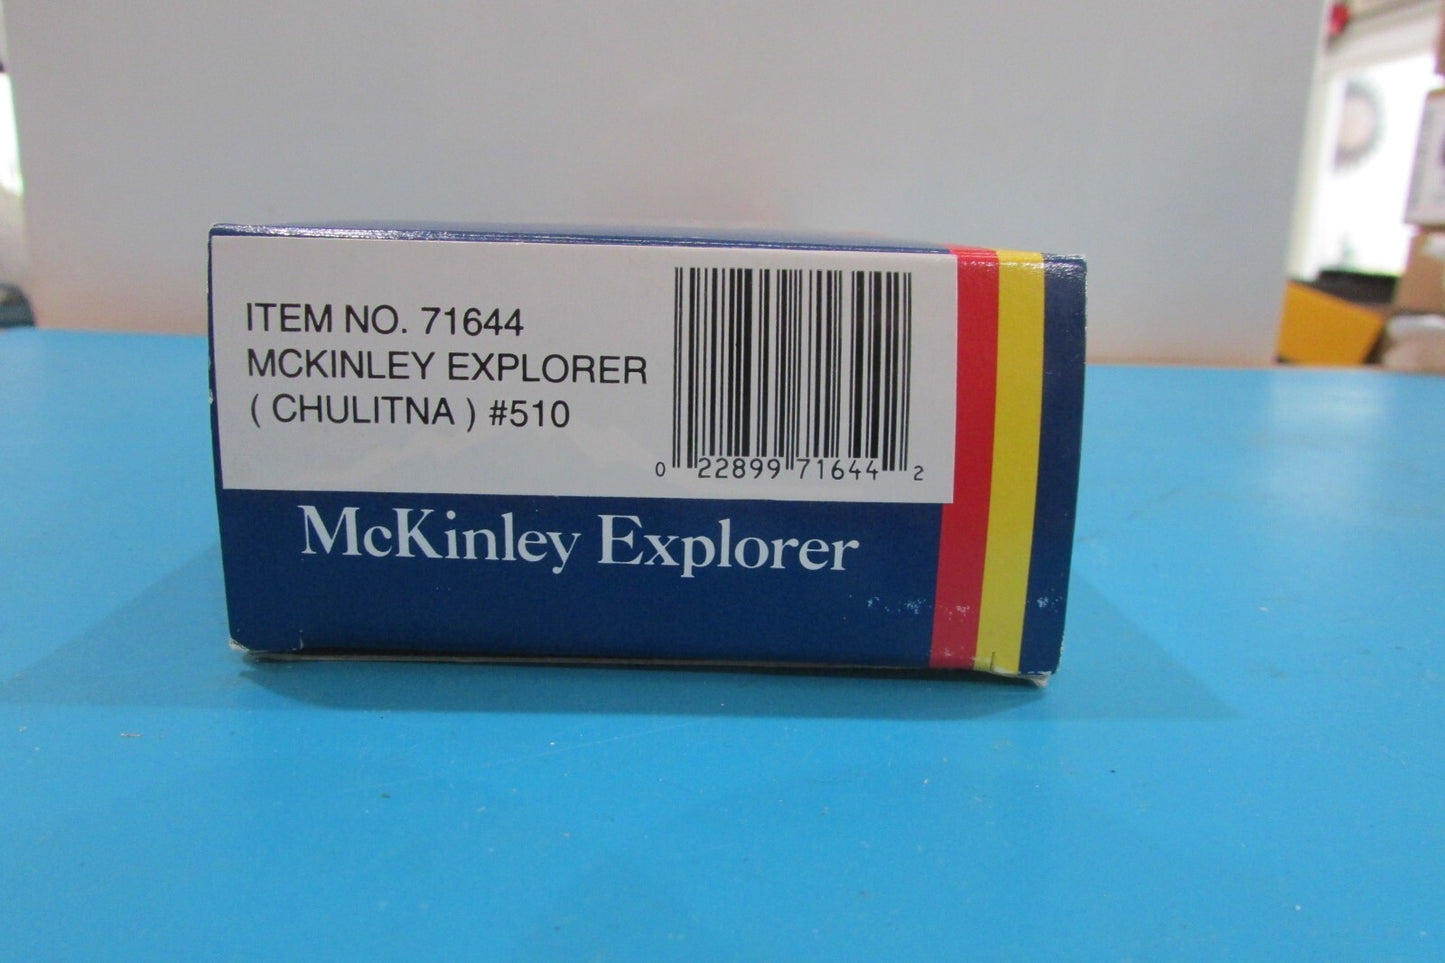 ITEM NO. 71644
MCKINLEY EXPLORER
( CHULITNA ) #510
0 22899 71644 2
McKinley Explorer